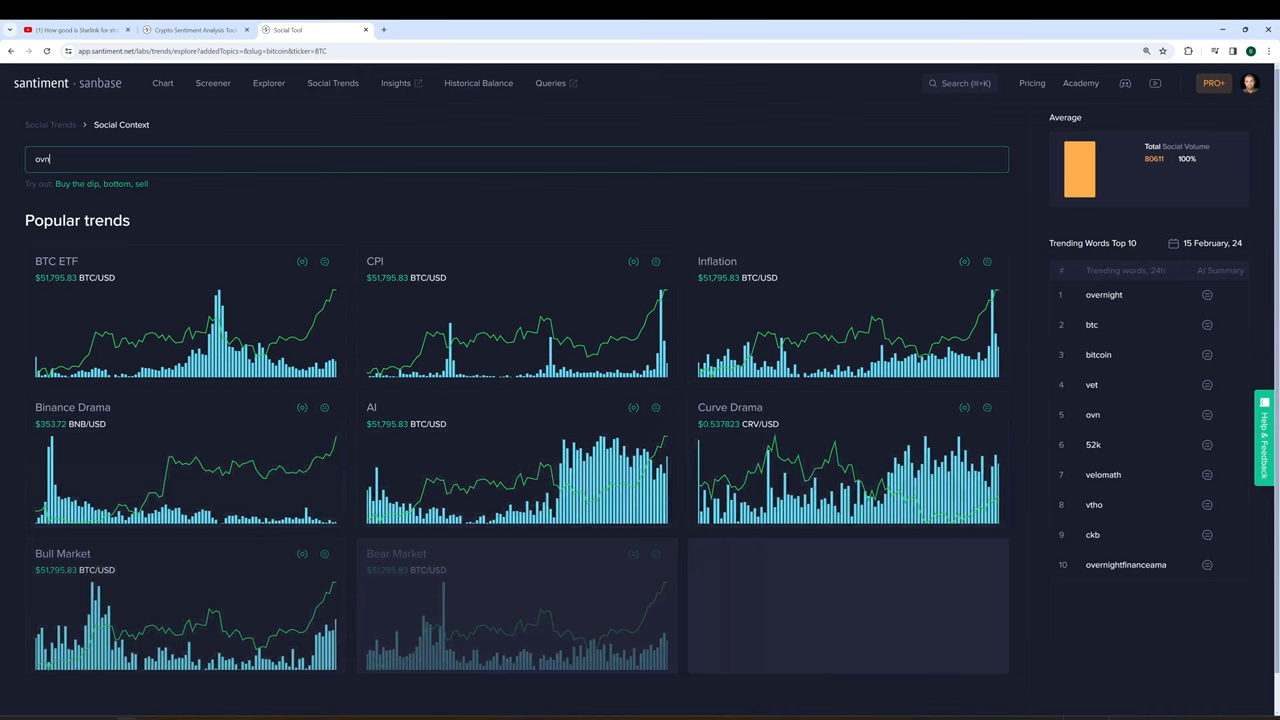 (1) How good is Starlink for str
Crypto Sentiment Analysis Tool
Social Tool
app.santiment.net/labs/trends/explore?addedTopics=&slug=bitcoin&ticker=BTC
B
santiment · sanbase
Chart
Screener
Explorer
Social Trends
Insights
Historical Balance
Queries
Search (⌘+K)
Pricing
Academy
PRO+
Social Trends > Social Context
ovn
Try out: Buy the dip, bottom, sell
Popular trends
BTC ETF
$51,795.83 BTC/USD
CPI
$51,795.83 BTC/USD
Inflation
$51,795.83 BTC/USD
Binance Drama
$353.72 BNB/USD
AI
$51,795.83 BTC/USD
Curve Drama
$0.537823 CRV/USD
Bull Market
$51,795.83 BTC/USD
Bear Market
$51,795.83 BTC/USD
Average
Total Social Volume
80611 100%
Trending Words Top 10
15 February, 24
# Trending words, 24h AI Summary
1 overnight
2 btc
3 bitcoin
4 vet
5 ovn
6 52k
7 velomath
8 vtho
9 ckb
10 overnightfinanceama
Help & Feedback